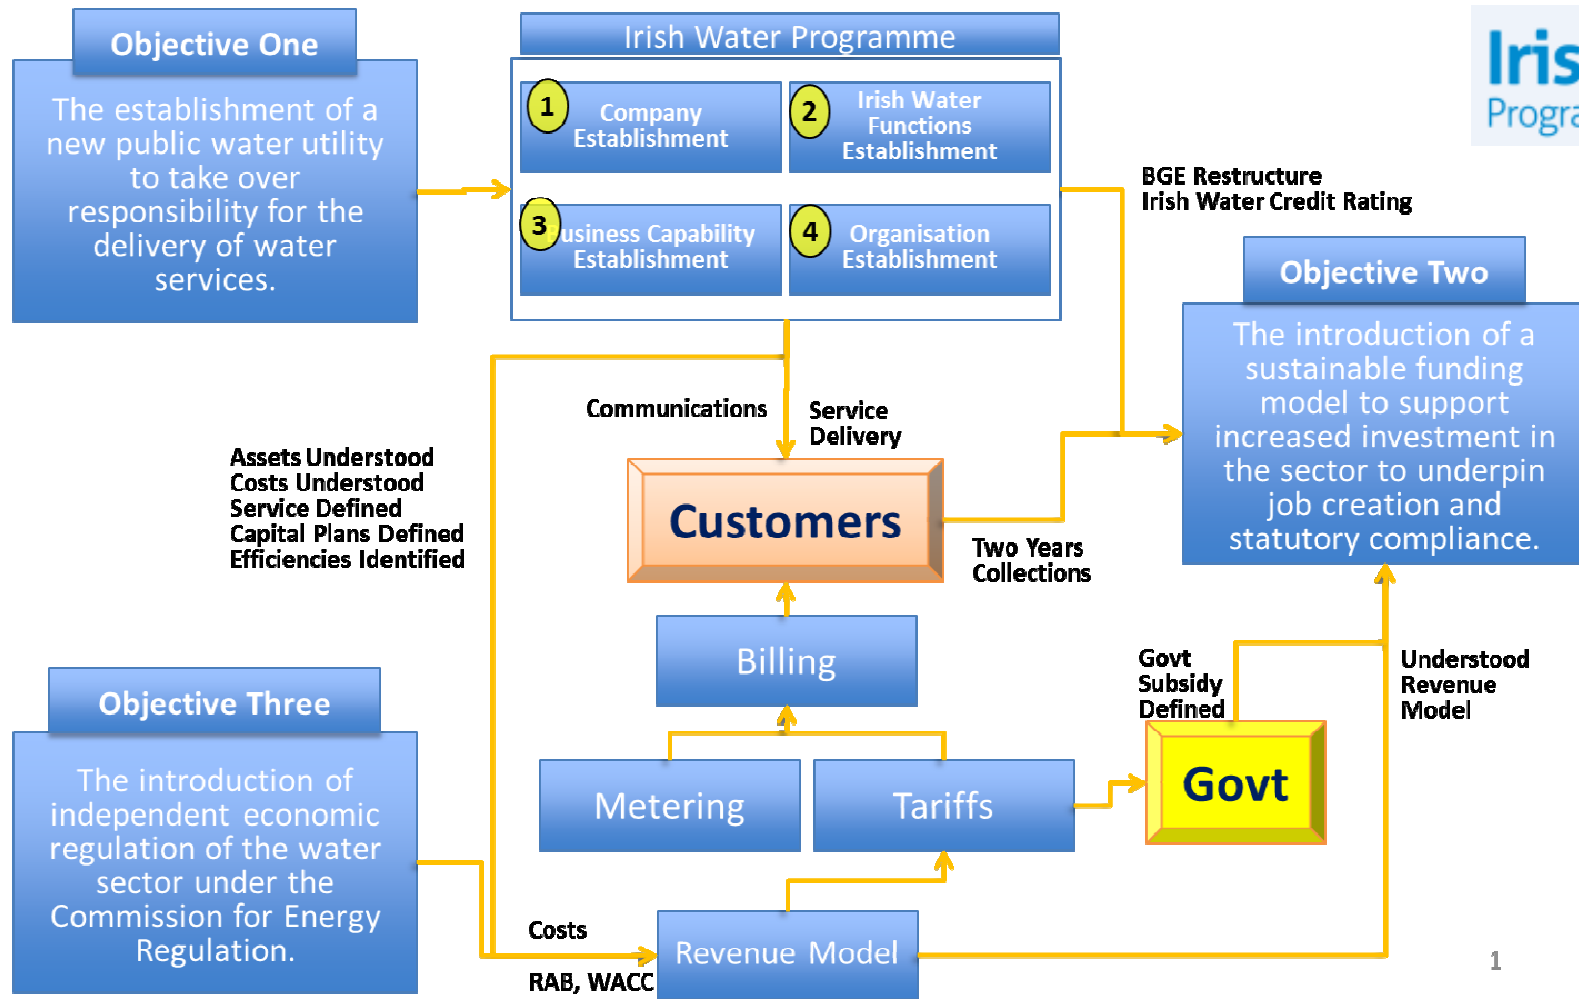 Objective One
The establishment of a
new public water utility
to take over
responsibility for the
delivery of water
services.
Irish Water Programme
1
Company
Establishment
2
Irish Water
Functions
Establishment
3
Business Capability
Establishment
4
Organisation
Establishment
BGE Restructure
Irish Water Credit Rating
Objective Two
The introduction of a
sustainable funding
model to support
increased investment in
the sector to underpin
job creation and
statutory compliance.
Communications
Service
Delivery
Assets Understood
Costs Understood
Service Defined
Capital Plans Defined
Efficiencies Identified
Customers
Two Years
Collections
Billing
Govt
Subsidy
Defined
Understood
Revenue
Model
Objective Three
The introduction of
independent economic
regulation of the water
sector under the
Commission for Energy
Regulation.
Metering
Tariffs
Govt
Costs
RAB, WACC
Revenue Model
1